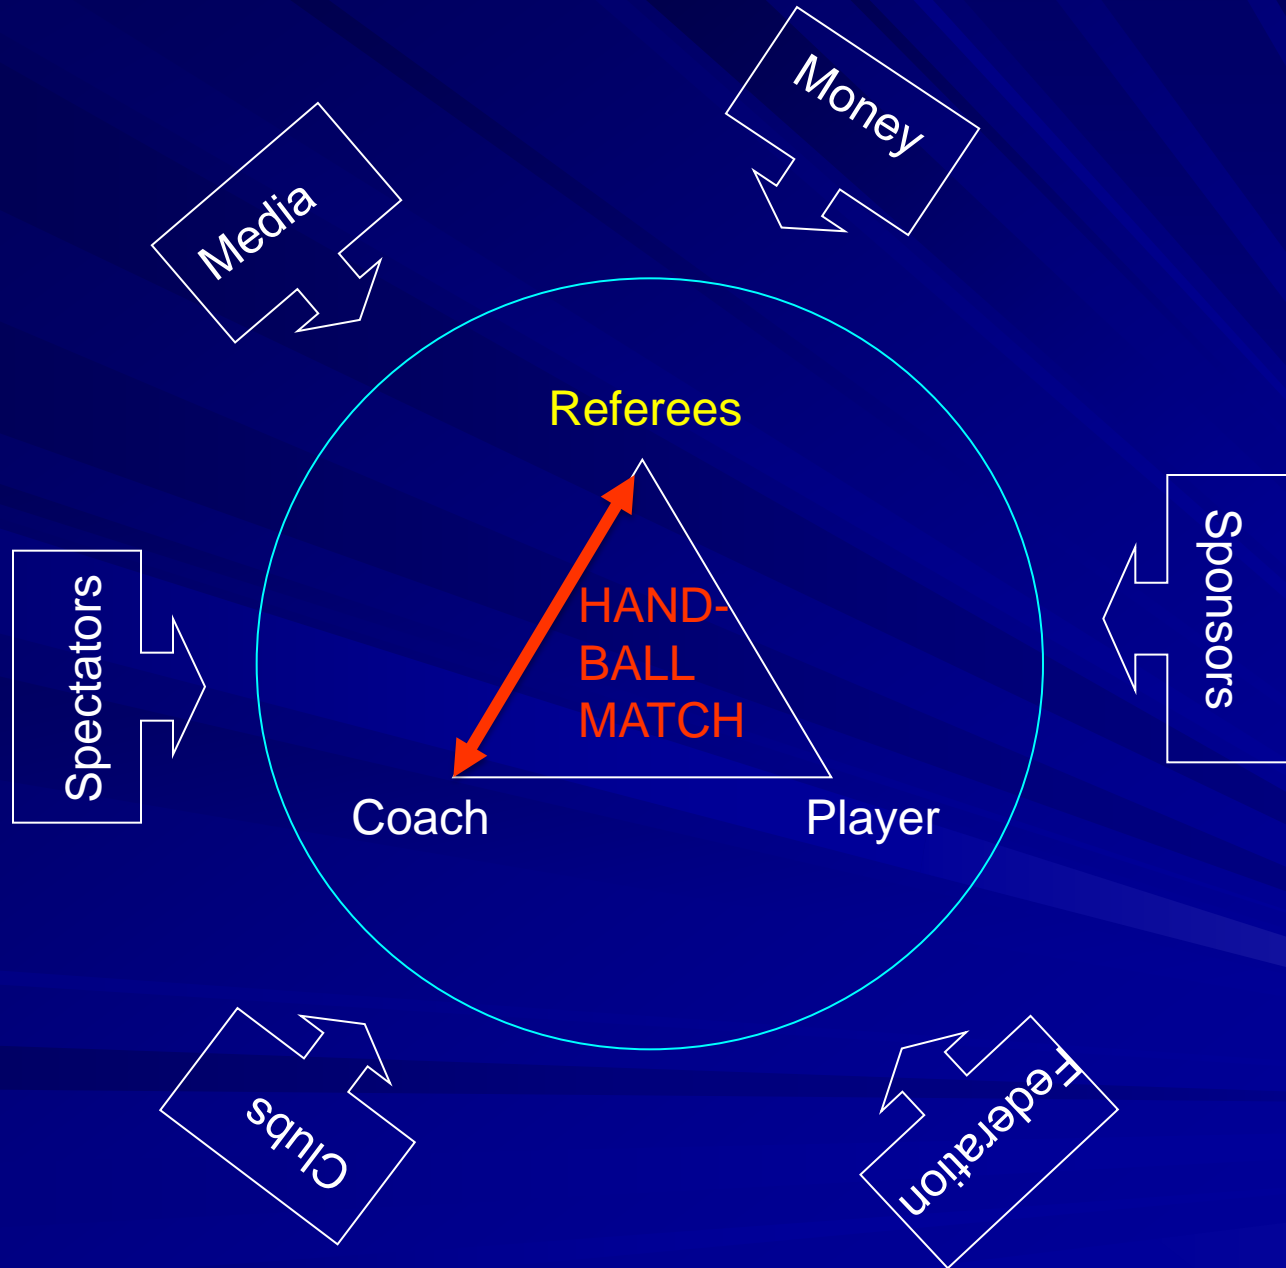 Money
Media
Referees
Sponsors
HAND-
BALL
MATCH
Spectators
Coach
Player
Federation
Clubs